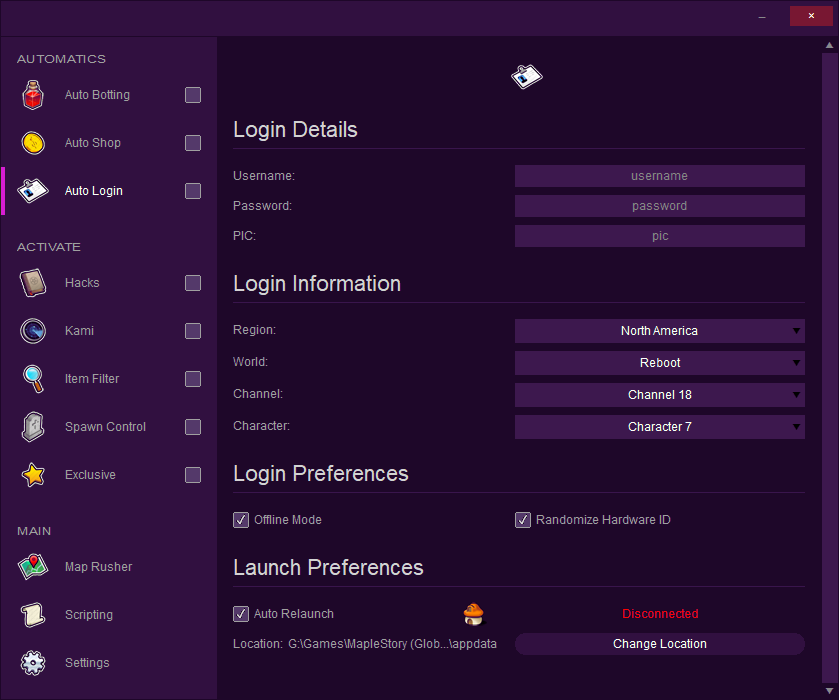 AUTOMATICS
Auto Botting
Auto Shop
Auto Login
ACTIVATE
Hacks
Kami
Item Filter
Spawn Control
Exclusive
MAIN
Map Rusher
Scripting
Settings
Login Details
Username: username
Password: password
PIC: pic
Login Information
Region: North America
World: Reboot
Channel: Channel 18
Character: Character 7
Login Preferences
Offline Mode Randomize Hardware ID
Launch Preferences
Auto Relaunch Disconnected
Location: G:\Games\MapleStory (Glob...\appdata Change Location